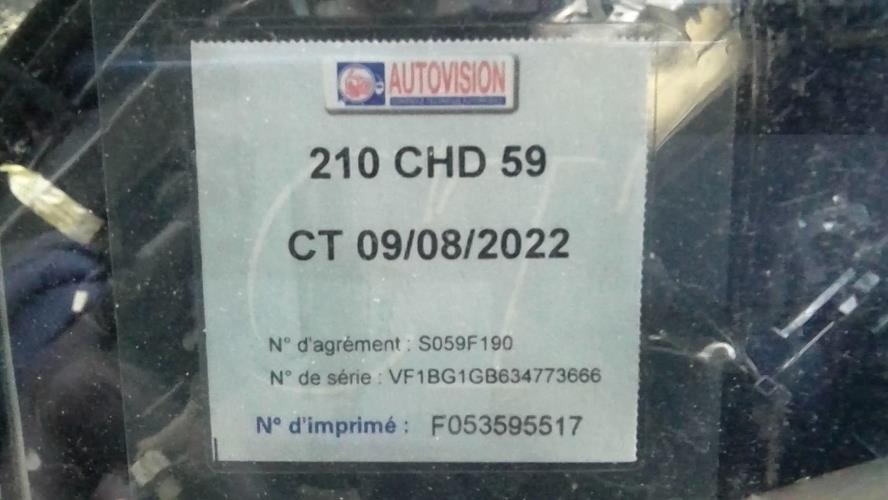 AUTOVISION
210 CHD 59
CT 09/08/2022
N° d'agrément : S059F190
N° de série : VF1BG1GB634773666
N° d'imprimé : F053595517